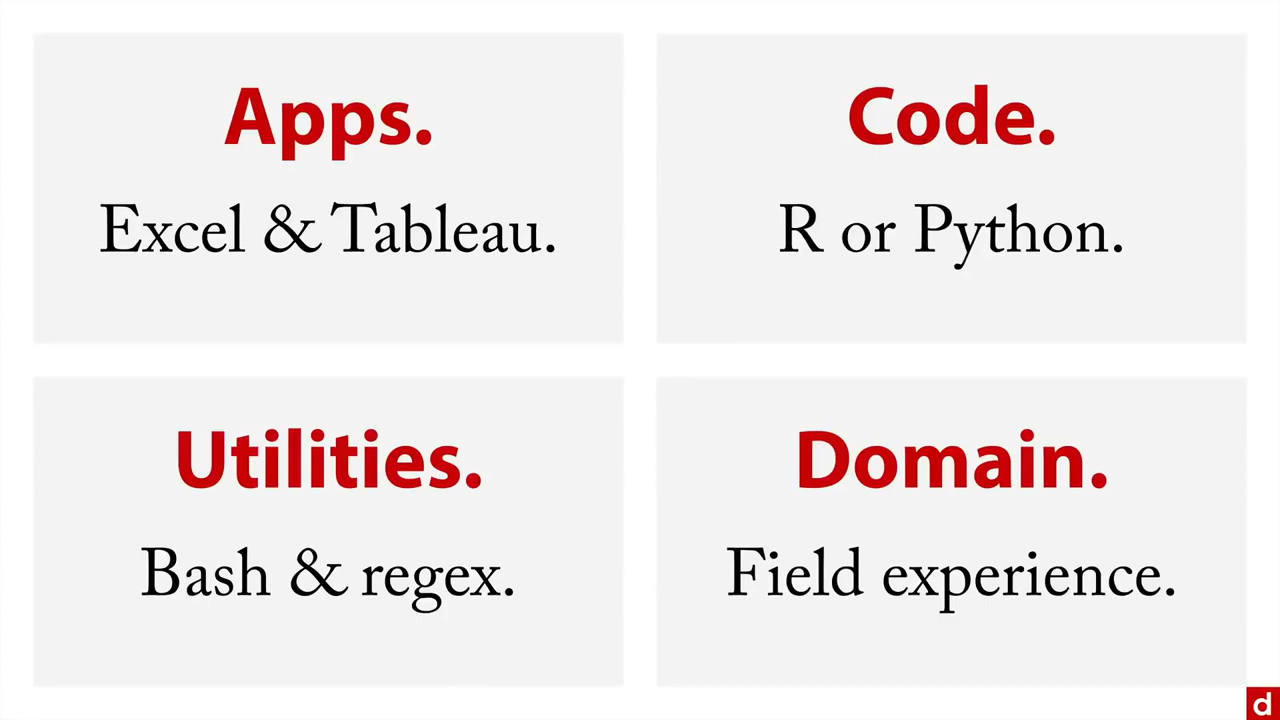 Apps.
Excel & Tableau.
Code.
R or Python.
Utilities.
Bash & regex.
Domain.
Field experience.
d